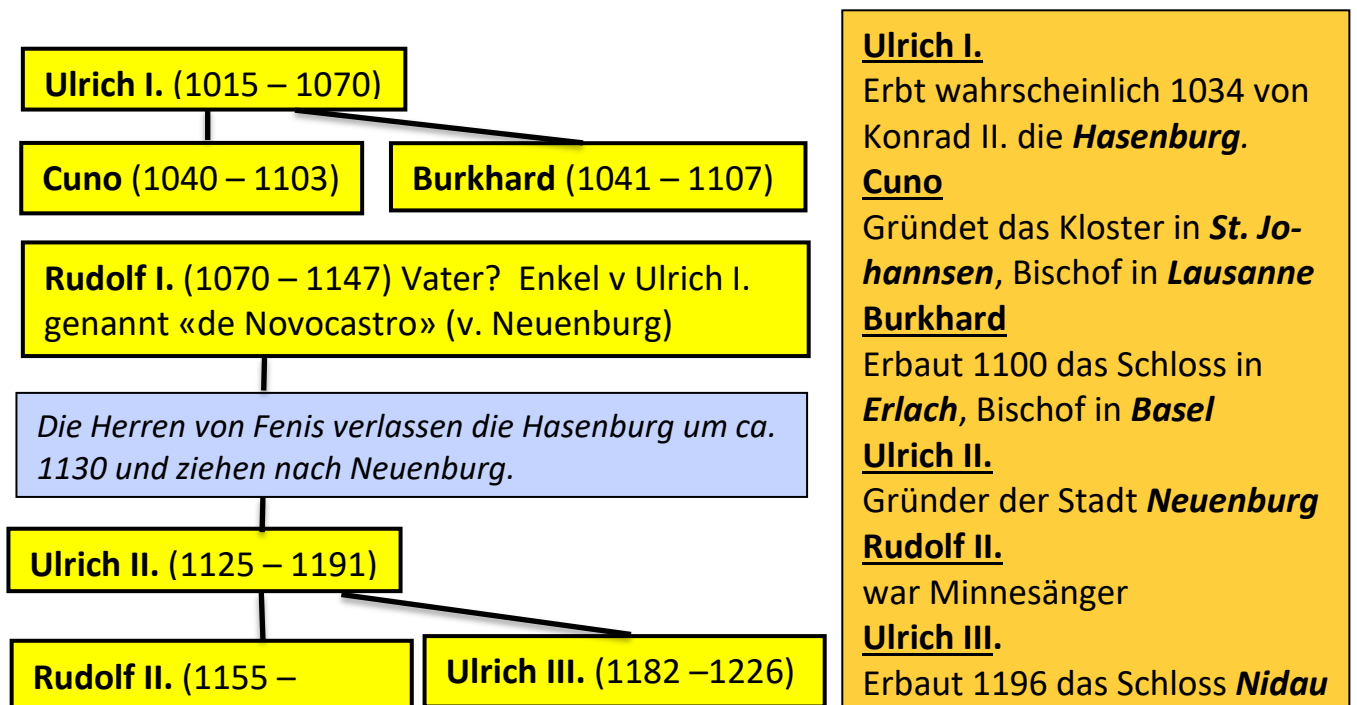 Ulrich I. (1015 – 1070)
Cuno (1040 – 1103)
Burkhard (1041 – 1107)
Rudolf I. (1070 – 1147) Vater?  Enkel v Ulrich I.
genannt «de Novocastro» (v. Neuenburg)
Die Herren von Fenis verlassen die Hasenburg um ca.
1130 und ziehen nach Neuenburg.
Ulrich II. (1125 – 1191)
Rudolf II. (1155 –
Ulrich III. (1182 –1226)
Ulrich I.
Erbt wahrscheinlich 1034 von
Konrad II. die Hasenburg.
Cuno
Gründet das Kloster in St. Jo-
hannsen, Bischof in Lausanne
Burkhard
Erbaut 1100 das Schloss in
Erlach, Bischof in Basel
Ulrich II.
Gründer der Stadt Neuenburg
Rudolf II.
war Minnesänger
Ulrich III.
Erbaut 1196 das Schloss Nidau